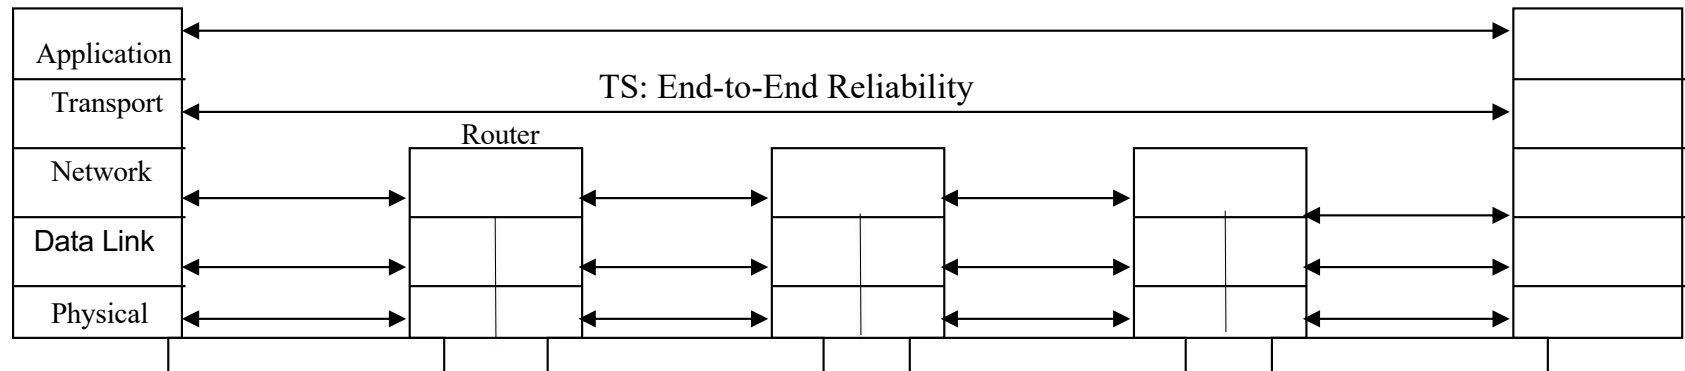 Application
TS: End-to-End Reliability
Transport
Router
Network
Data Link
Physical